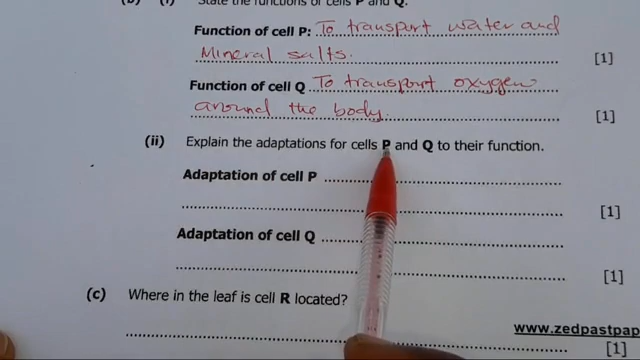 (b) (i) State the functions of cells P and Q.
Function of cell P: To transport water and
Mineral salts. [1]
Function of cell Q To transport oxygen
around the body. [1]
(ii) Explain the adaptations for cells P and Q to their function.
Adaptation of cell P
[1]
Adaptation of cell Q
[1]
(c) Where in the leaf is cell R located?
www.zedpastpap
[1]